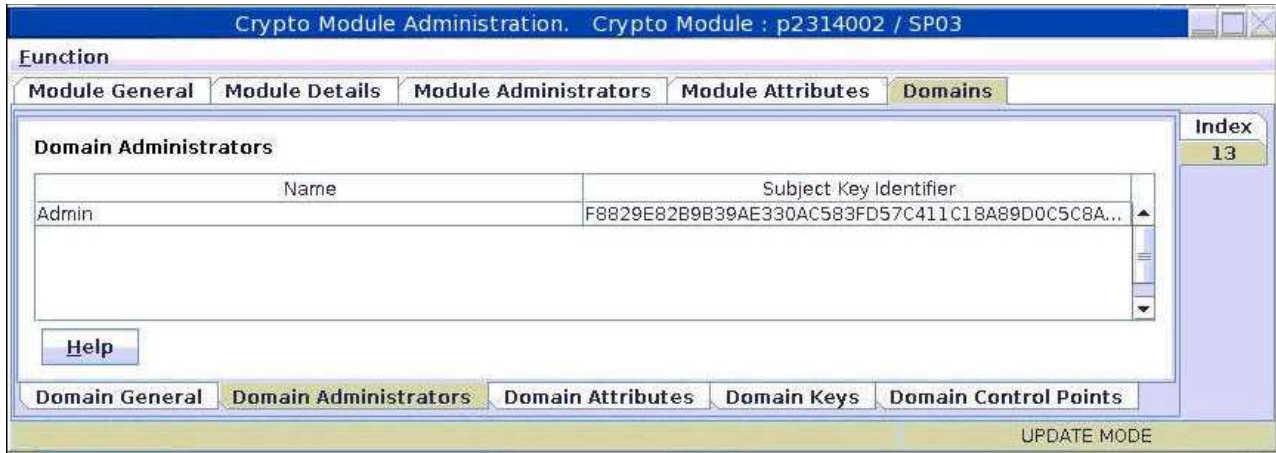 Crypto Module Administration. Crypto Module : p2314002 / SP03
Function
Module General Module Details Module Administrators Module Attributes Domains
Index
13
Domain Administrators
Name Subject Key Identifier
Admin F8829E82B9B39AE330AC583FD57C411C18A89D0C5C8A...
Help
Domain General Domain Administrators Domain Attributes Domain Keys Domain Control Points
UPDATE MODE